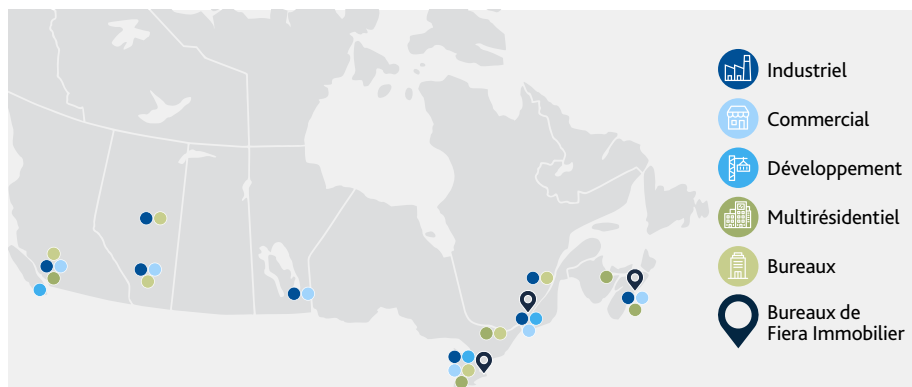 Industriel
Commercial
Développement
Multirésidentiel
Bureaux
Bureaux de
Fiera Immobilier